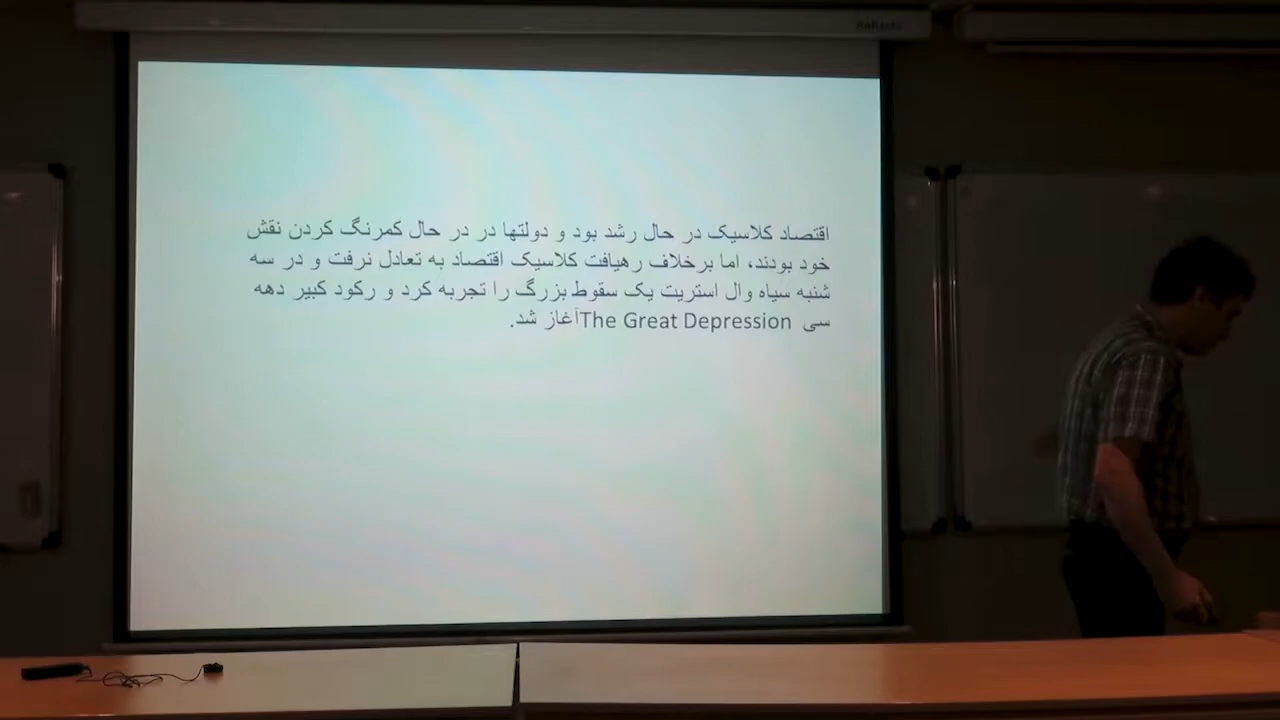 اقتصاد کلاسیک در حال رشد بود و دولتها در در حال کمرنگ کردن نقش
خود بودند، اما برخلاف رهیافت کلاسیک اقتصاد به تعادل نرفت و در سه
شنبه سیاه وال استریت یک سقوط بزرگ را تجربه کرد و رکود کبیر دهه
سی The Great Depressionآغاز شد.